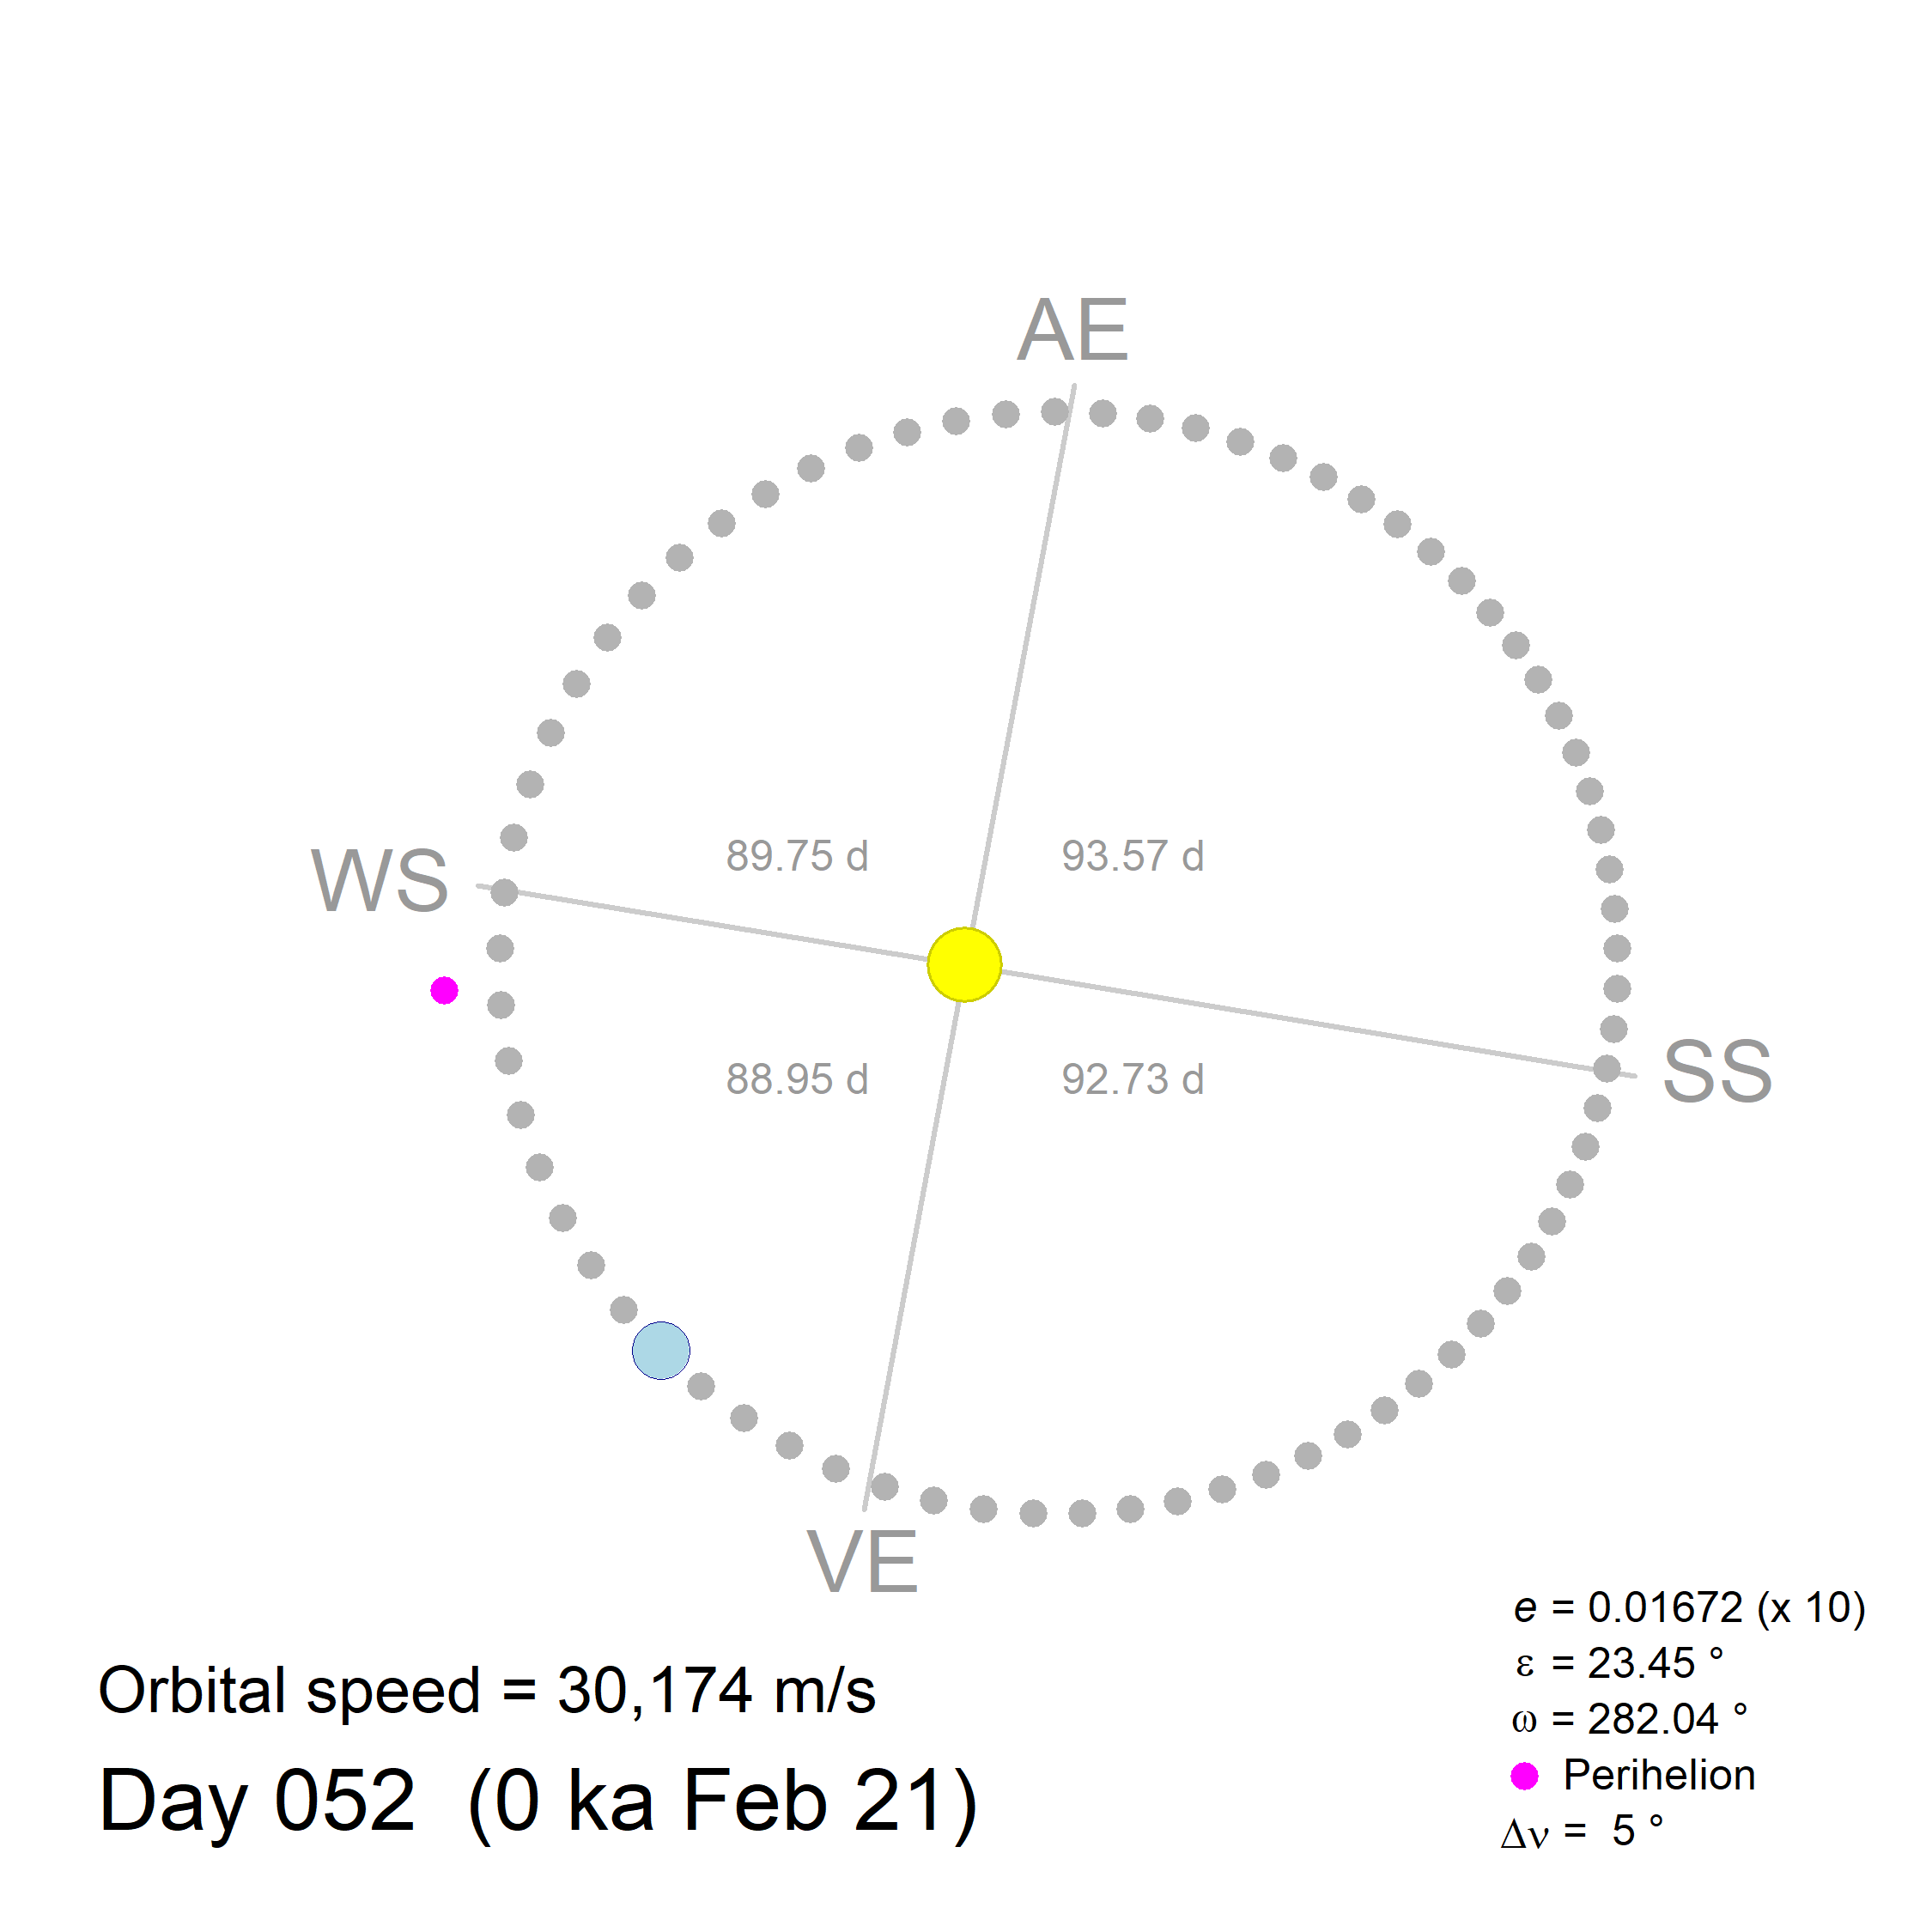 AE
89.75 d
93.57 d
WS
SS
88.95 d
92.73 d
VE
e = 0.01672 (x 10)
ε = 23.45 °
ω = 282.04 °
Perihelion
Δν = 5 °
Orbital speed = 30,174 m/s
Day 052 (0 ka Feb 21)